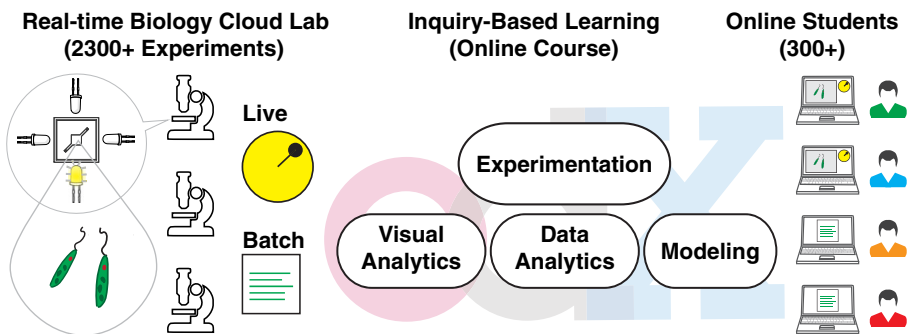 Real-time Biology Cloud Lab
(2300+ Experiments)
Inquiry-Based Learning
(Online Course)
Online Students
(300+)
Live
Batch
Experimentation
Visual
Analytics
Data
Analytics
Modeling